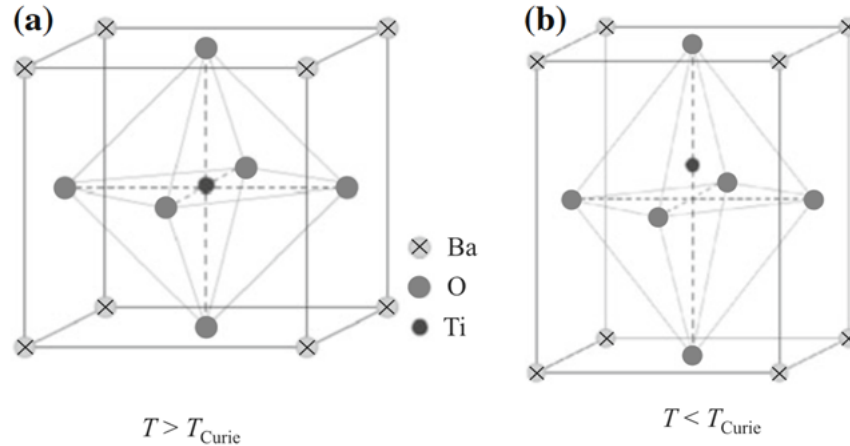 (a)
(b)
Ba
O
Ti
T > T_Curie
T < T_Curie